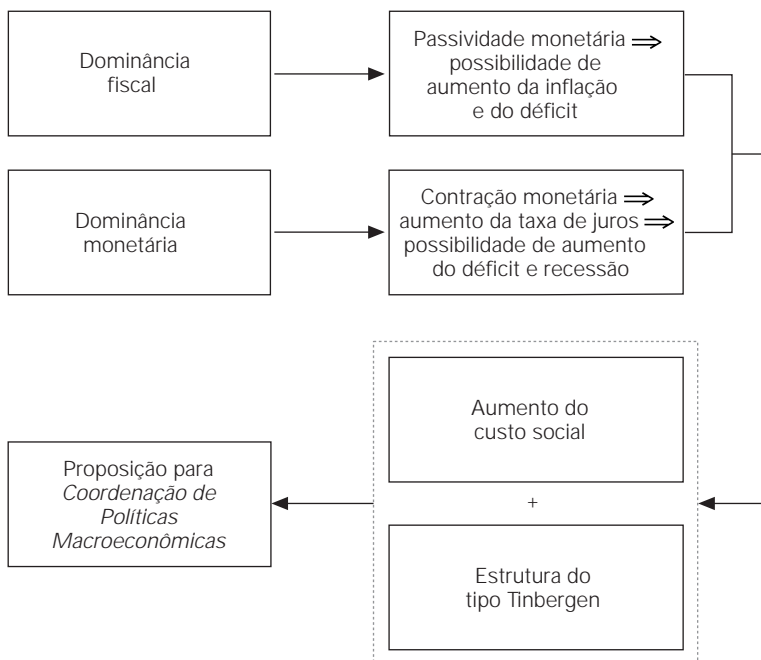 Dominância
fiscal
Passividade monetária ⇒
possibilidade de
aumento da inflação
e do déficit
Dominância
monetária
Contração monetária ⇒
aumento da taxa de juros ⇒
possibilidade de aumento
do déficit e recessão
Aumento do
custo social
+
Estrutura do
tipo Tinbergen
Proposição para
Coordenação de
Políticas
Macroeconômicas